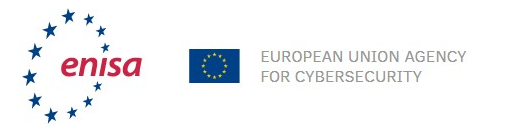 enisa
EUROPEAN UNION AGENCY
FOR CYBERSECURITY